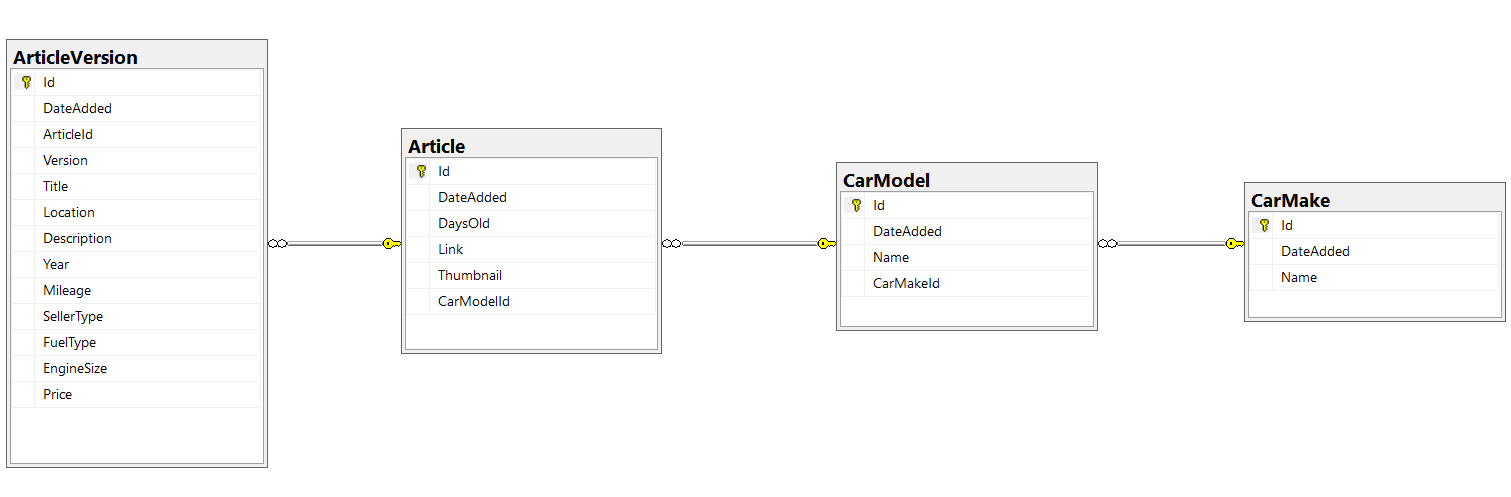 ArticleVersion
Id
DateAdded
ArticleId
Version
Title
Location
Description
Year
Mileage
SellerType
FuelType
EngineSize
Price
Article
Id
DateAdded
DaysOld
Link
Thumbnail
CarModelId
CarModel
Id
DateAdded
Name
CarMakeId
CarMake
Id
DateAdded
Name